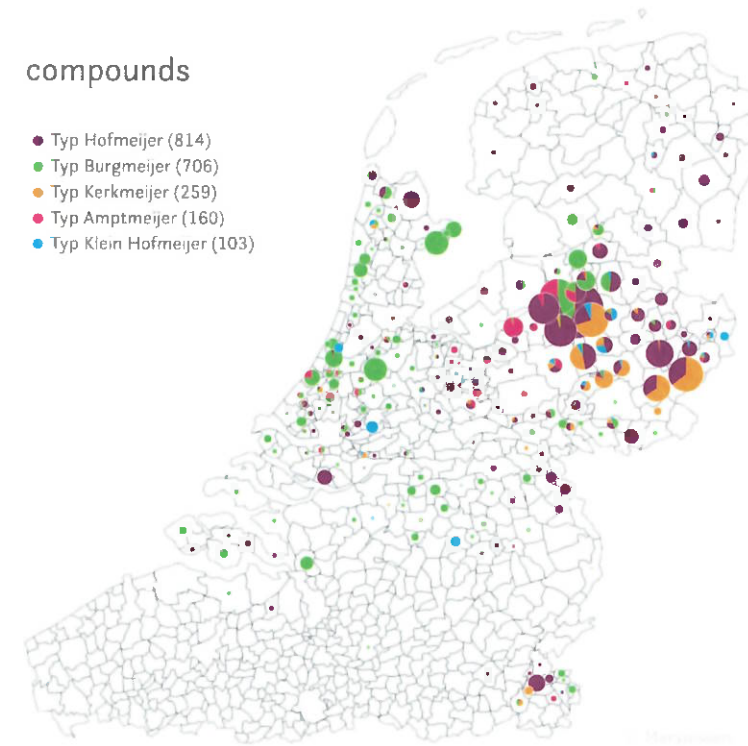 compounds
Typ Hofmeijer (814)
Typ Burgmeijer (706)
Typ Kerkmeijer (259)
Typ Amptmeijer (160)
Typ Klein Hofmeijer (103)